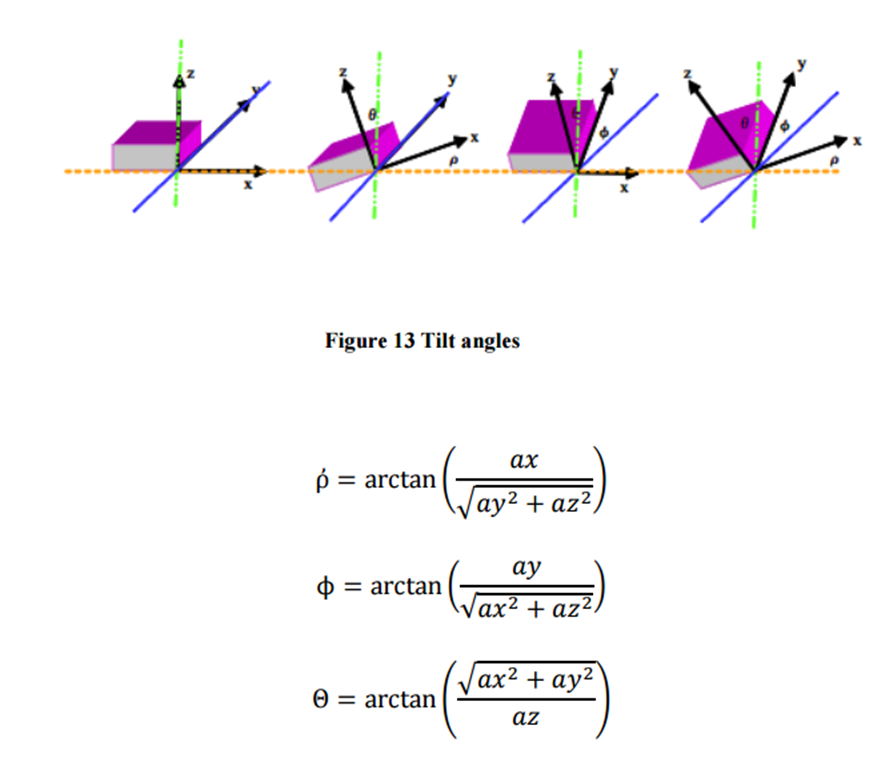 z y x
z θ y x ρ
z y ϕ x
z θ y ϕ x ρ
Figure 13 Tilt angles
ῤ = arctan(ax / √(ay² + az²))
ϕ = arctan(ay / √(ax² + az²))
Θ = arctan(√(ax² + ay²) / az)